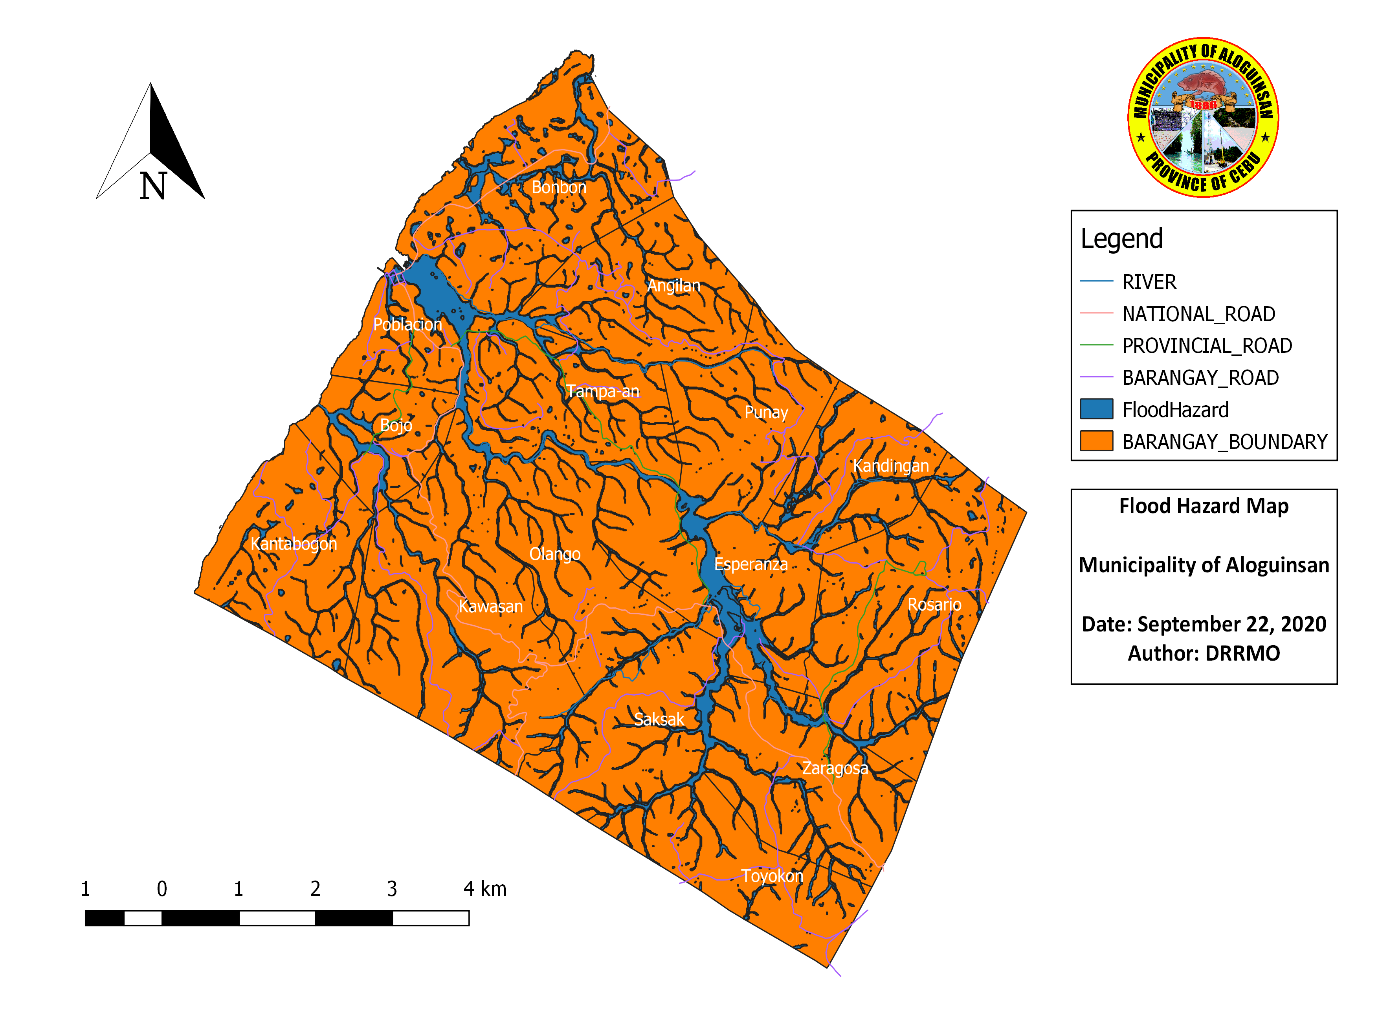 MUNICIPALITY OF ALOGUINSAN
1886
PROVINCE OF CEBU
N
Bonbon
Angilan
Poblacion
Tampa-an
Punay
Bojo
Kandingan
Kantabogon
Olango
Esperanza
Kawasan
Rosario
Saksak
Zaragosa
Toyokon
Legend
RIVER
NATIONAL_ROAD
PROVINCIAL_ROAD
BARANGAY_ROAD
FloodHazard
BARANGAY_BOUNDARY
Flood Hazard Map
Municipality of Aloguinsan
Date: September 22, 2020
Author: DRRMO
1 0 1 2 3 4 km